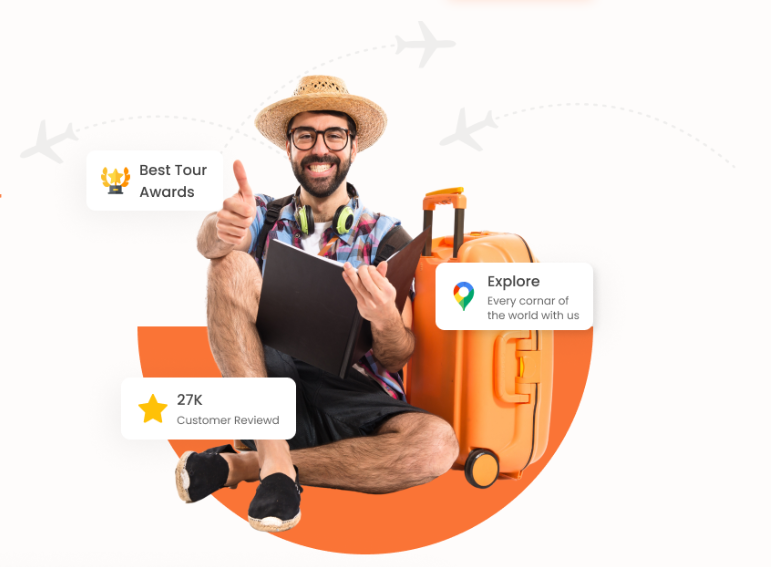 Best Tour
Awards
Explore
Every cornar of
the world with us
27K
Customer Reviewd